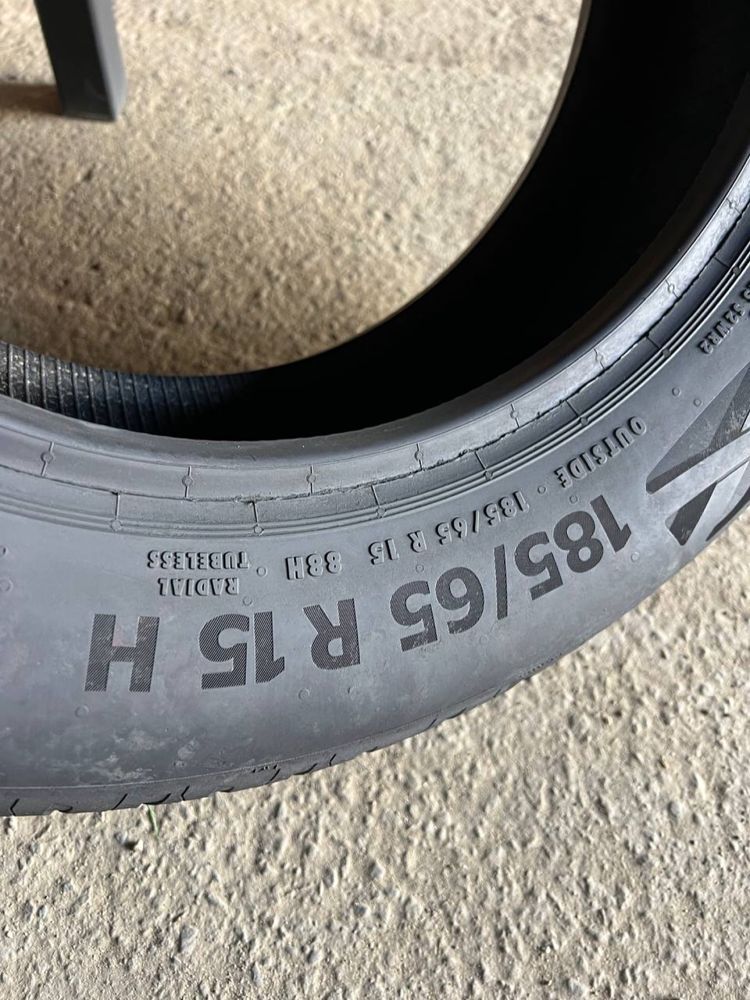 185/65 R 15 H
OUTSIDE · 185/65 R 15 88H ·
RADIAL
TUBELESS